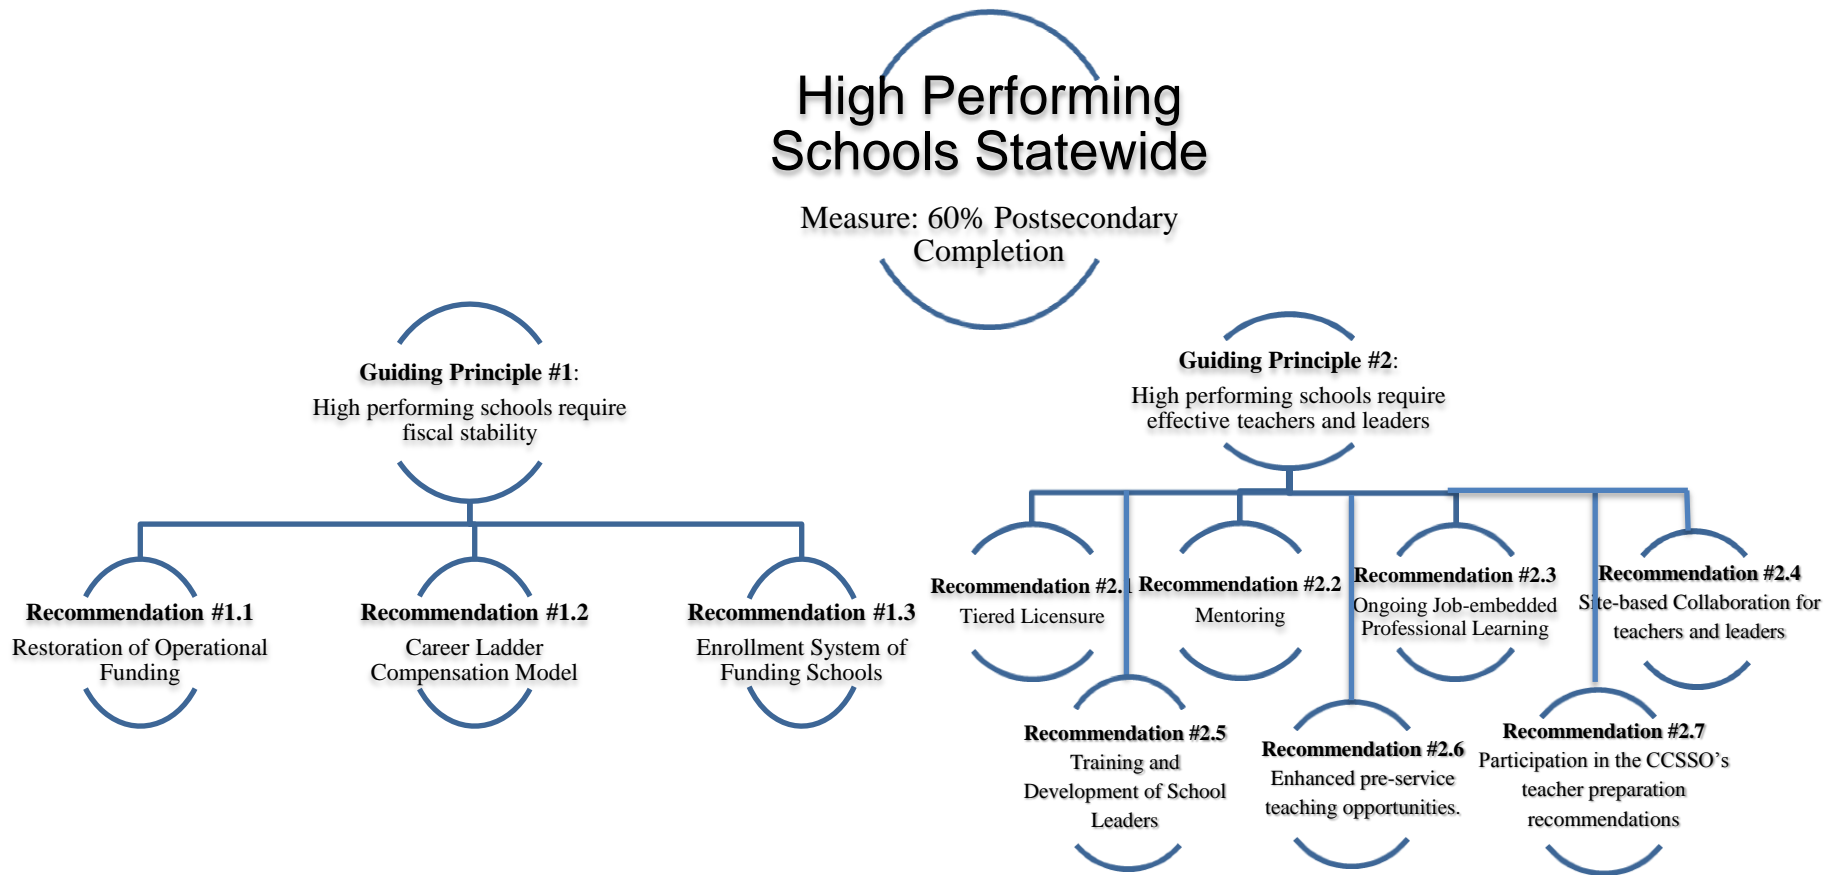 High Performing
Schools Statewide
Measure: 60% Postsecondary
Completion
Guiding Principle #1:
High performing schools require
fiscal stability
Guiding Principle #2:
High performing schools require
effective teachers and leaders
Recommendation #1.1
Restoration of Operational
Funding
Recommendation #1.2
Career Ladder
Compensation Model
Recommendation #1.3
Enrollment System of
Funding Schools
Recommendation #2.1
Tiered Licensure
Recommendation #2.2
Mentoring
Recommendation #2.3
Ongoing Job-embedded
Professional Learning
Recommendation #2.4
Site-based Collaboration for
teachers and leaders
Recommendation #2.5
Training and
Development of School
Leaders
Recommendation #2.6
Enhanced pre-service
teaching opportunities.
Recommendation #2.7
Participation in the CCSSO’s
teacher preparation
recommendations